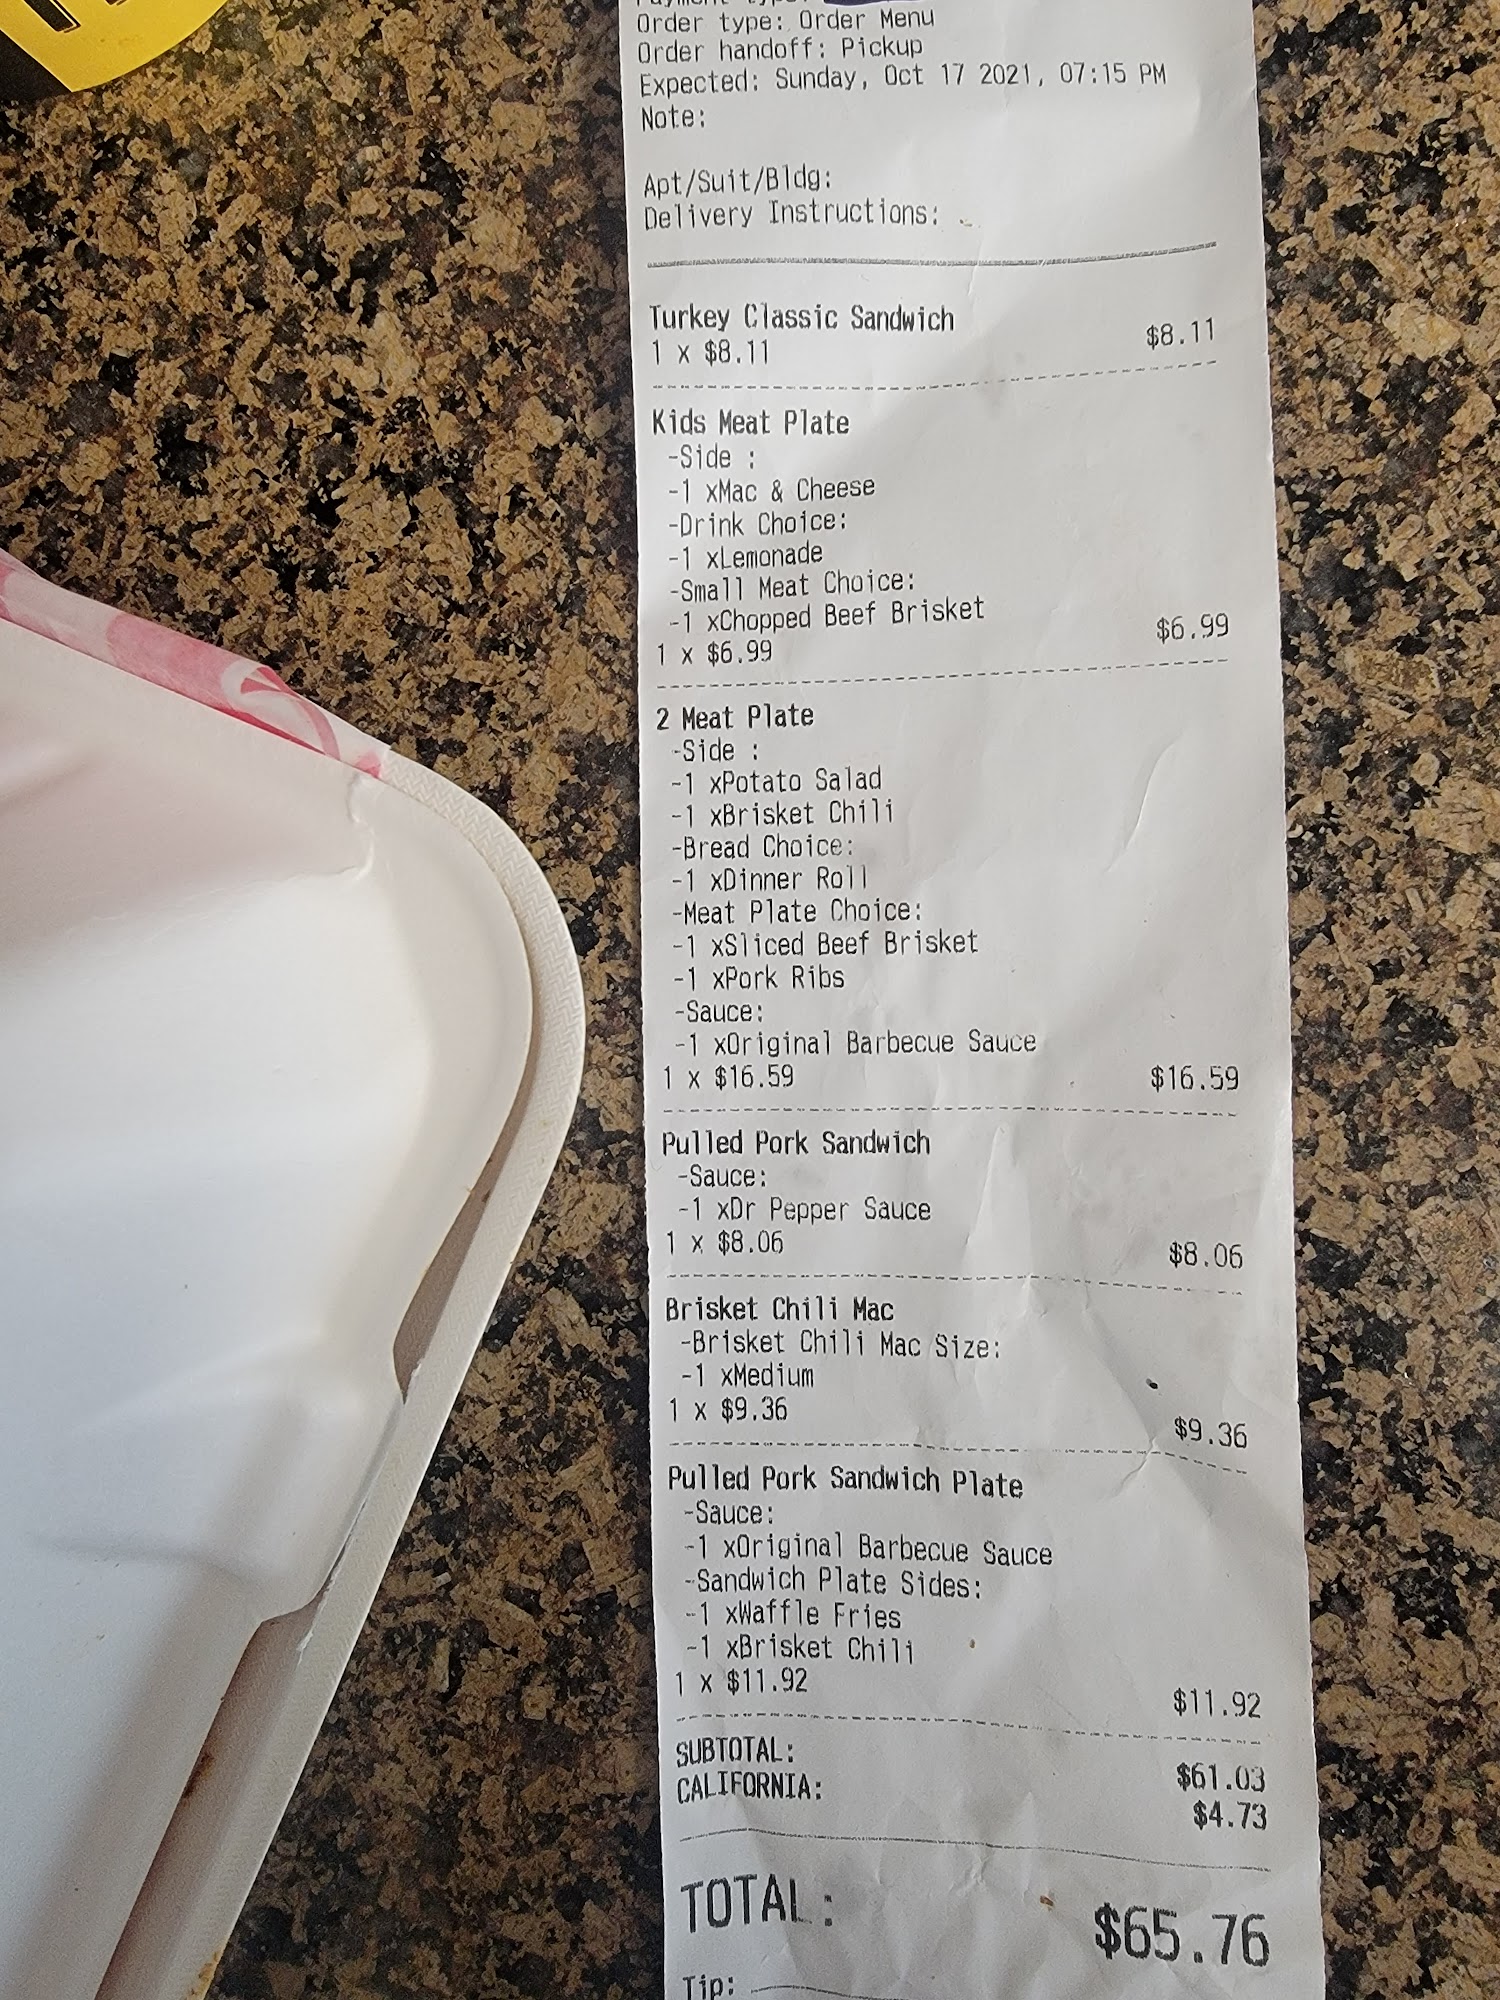 Order type: Order Menu
Order handoff: Pickup
Expected: Sunday, Oct 17 2021, 07:15 PM
Note:
Apt/Suit/Bldg:
Delivery Instructions:
Turkey Classic Sandwich
1 x $8.11 $8.11
Kids Meat Plate
-Side :
-1 xMac & Cheese
-Drink Choice:
-1 xLemonade
-Small Meat Choice:
-1 xChopped Beef Brisket
1 x $6.99 $6.99
2 Meat Plate
-Side :
-1 xPotato Salad
-1 xBrisket Chili
-Bread Choice:
-1 xDinner Roll
-Meat Plate Choice:
-1 xSliced Beef Brisket
-1 xPork Ribs
-Sauce:
-1 xOriginal Barbecue Sauce
1 x $16.59 $16.59
Pulled Pork Sandwich
-Sauce:
-1 xDr Pepper Sauce
1 x $8.06 $8.06
Brisket Chili Mac
-Brisket Chili Mac Size:
-1 xMedium
1 x $9.36 $9.36
Pulled Pork Sandwich Plate
-Sauce:
-1 xOriginal Barbecue Sauce
-Sandwich Plate Sides:
-1 xWaffle Fries
-1 xBrisket Chili
1 x $11.92 $11.92
SUBTOTAL: $61.03
CALIFORNIA: $4.73
TOTAL: $65.76
Tip: